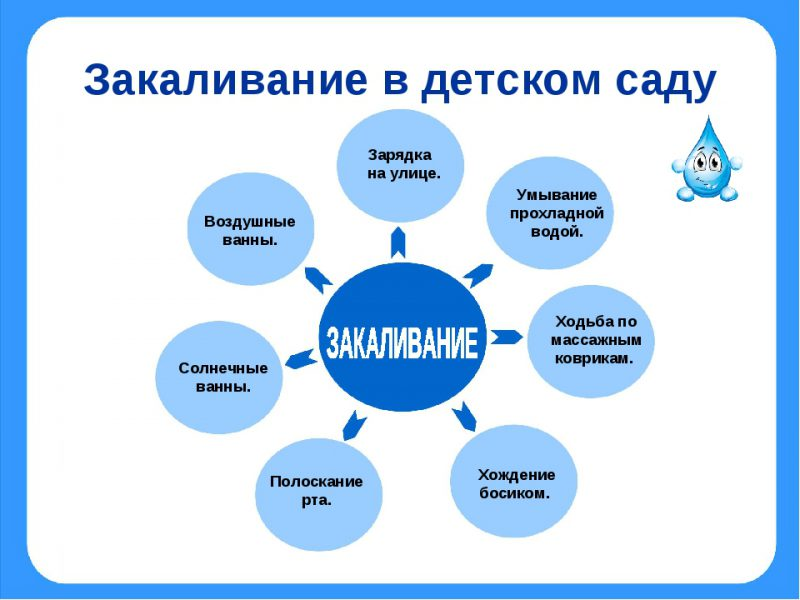 Закаливание в детском саду
Зарядка
на улице.
Умывание
прохладной
водой.
Воздушные
ванны.
Ходьба по
массажным
коврикам.
ЗАКАЛИВАНИЕ
Солнечные
ванны.
Хождение
босиком.
Полоскание
рта.